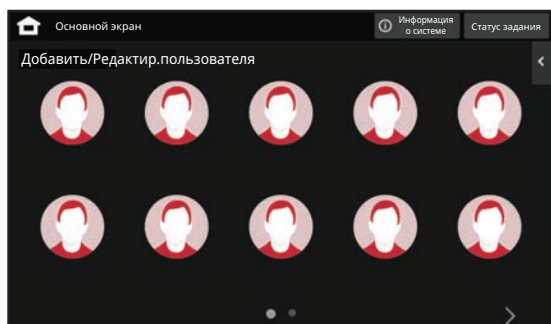 Основной экран
Информация
о системе
Статус задания
Добавить/Редактир.пользователя